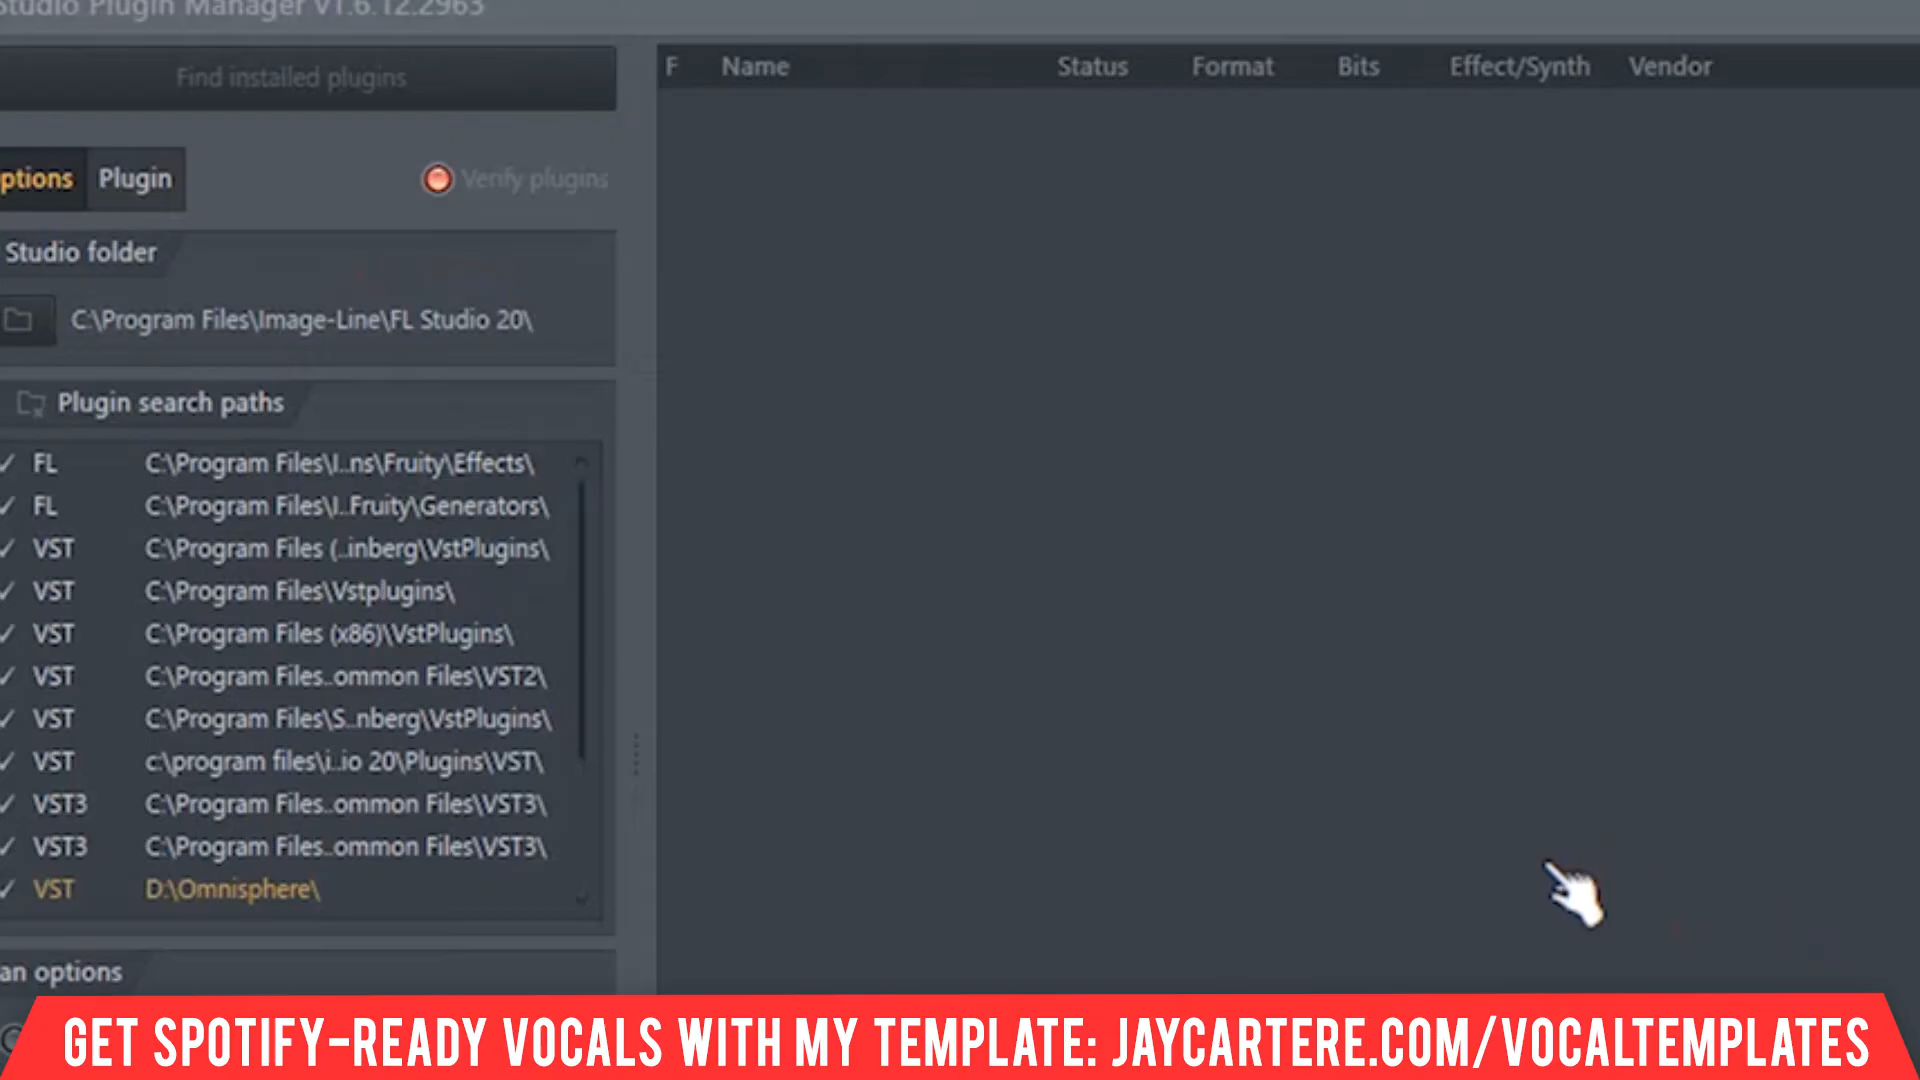 Studio Plugin Manager v1.6.12.2963
Find installed plugins
ptions Plugin Verify plugins
Studio folder
C:\Program Files\Image-Line\FL Studio 20\
Plugin search paths
FL C:\Program Files\I..ns\Fruity\Effects\
FL C:\Program Files\I..Fruity\Generators\
VST C:\Program Files (..inberg\VstPlugins\
VST C:\Program Files\Vstplugins\
VST C:\Program Files (x86)\VstPlugins\
VST C:\Program Files..ommon Files\VST2\
VST C:\Program Files\S..nberg\VstPlugins\
VST c:\program files\i..io 20\Plugins\VST\
VST3 C:\Program Files..ommon Files\VST3\
VST3 C:\Program Files..ommon Files\VST3\
VST D:\Omnisphere\
an options
F Name Status Format Bits Effect/Synth Vendor
GET SPOTIFY-READY VOCALS WITH MY TEMPLATE: JAYCARTERE.COM/VOCALTEMPLATES